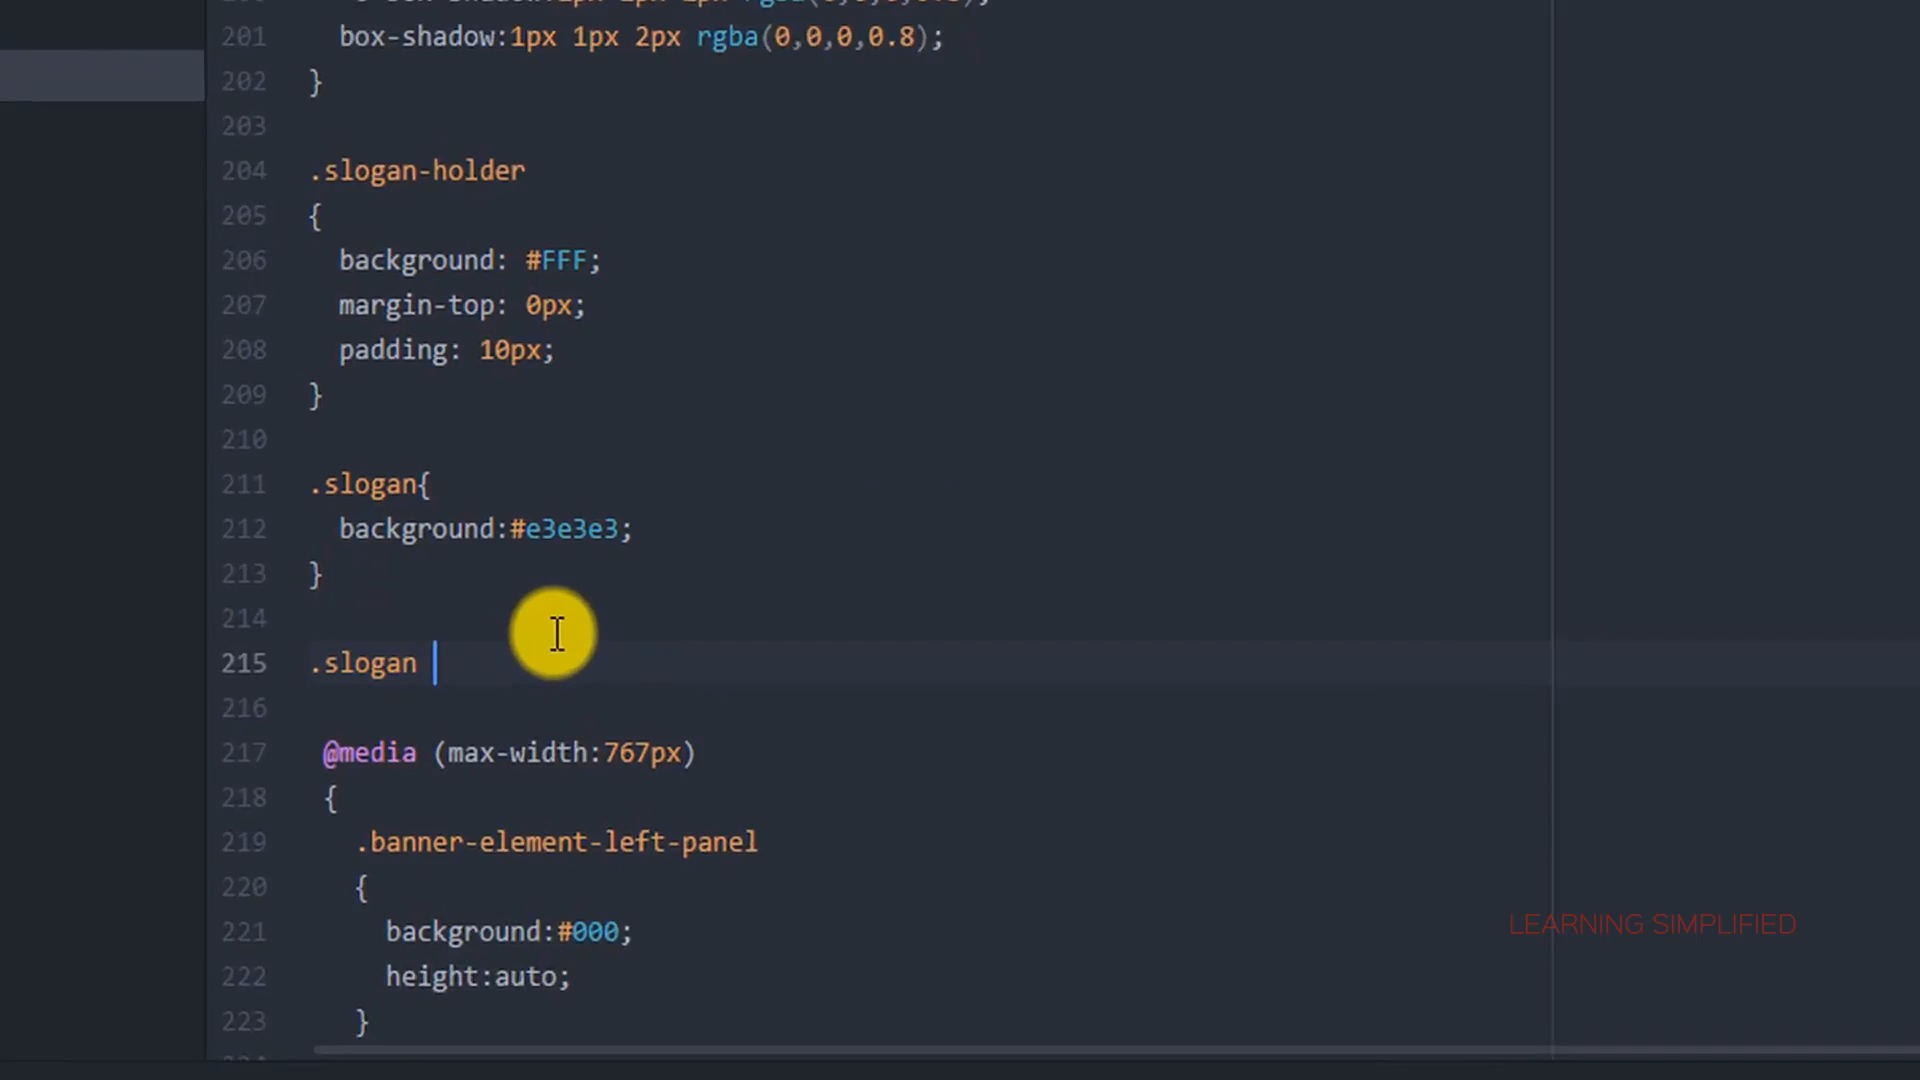 201 box-shadow:1px 1px 2px rgba(0,0,0,0.8);
202 }
203
204 .slogan-holder
205 {
206 background: #FFF;
207 margin-top: 0px;
208 padding: 10px;
209 }
210
211 .slogan{
212 background:#e3e3e3;
213 }
214
215 .slogan
216
217 @media (max-width:767px)
218 {
219 .banner-element-left-panel
220 {
221 background:#000;
222 height:auto;
223 }
LEARNING SIMPLIFIED